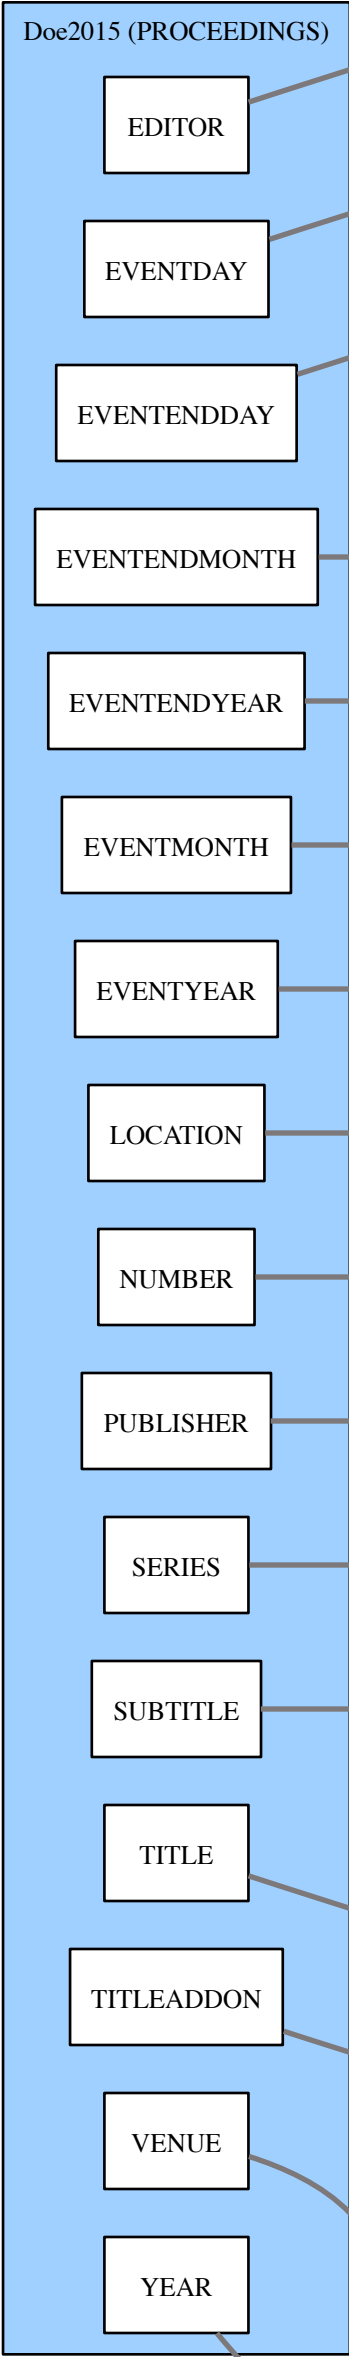 Doe2015 (PROCEEDINGS)
EDITOR
EVENTDAY
EVENTENDDAY
EVENTENDMONTH
EVENTENDYEAR
EVENTMONTH
EVENTYEAR
LOCATION
NUMBER
PUBLISHER
SERIES
SUBTITLE
TITLE
TITLEADDON
VENUE
YEAR